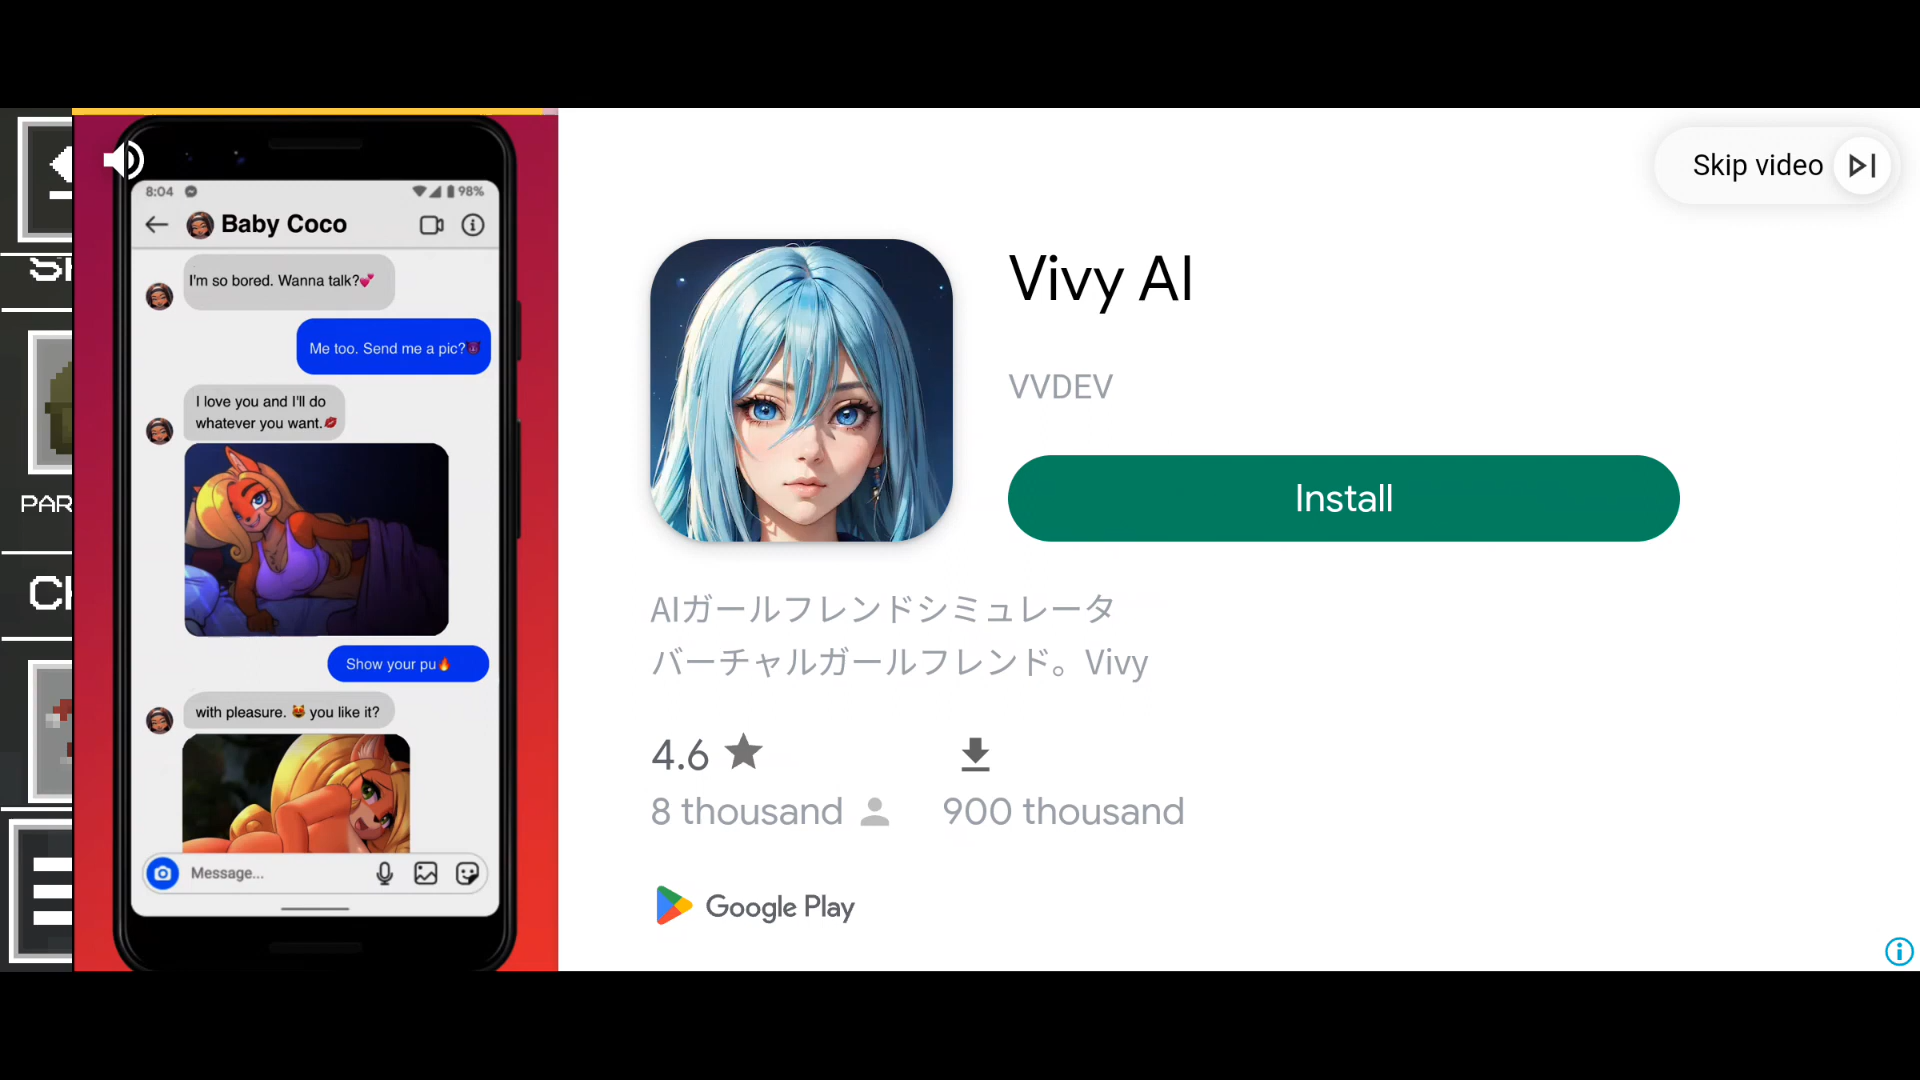 8:04
98%
Baby Coco
I'm so bored. Wanna talk?💕
Me too. Send me a pic?😈
I love you and I'll do
whatever you want.💋
Show your pu🔥
with pleasure. 😻 you like it?
Message...
PAR
Skip video
Vivy AI
VVDEV
Install
AIガールフレンドシミュレータ
バーチャルガールフレンド。Vivy
4.6
8 thousand
900 thousand
Google Play